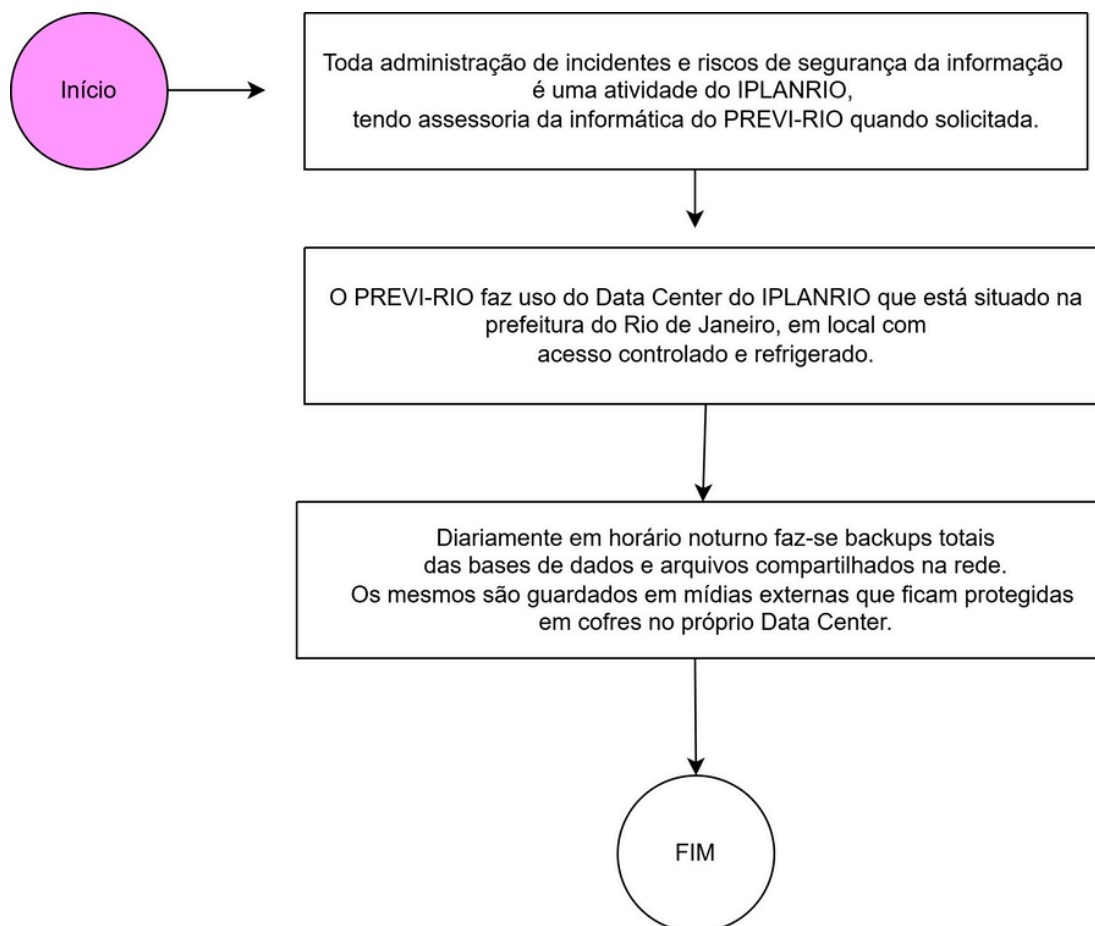 Início
Toda administração de incidentes e riscos de segurança da informação
é uma atividade do IPLANRIO,
tendo assessoria da informática do PREVI-RIO quando solicitada.
O PREVI-RIO faz uso do Data Center do IPLANRIO que está situado na
prefeitura do Rio de Janeiro, em local com
acesso controlado e refrigerado.
Diariamente em horário noturno faz-se backups totais
das bases de dados e arquivos compartilhados na rede.
Os mesmos são guardados em mídias externas que ficam protegidas
em cofres no próprio Data Center.
FIM